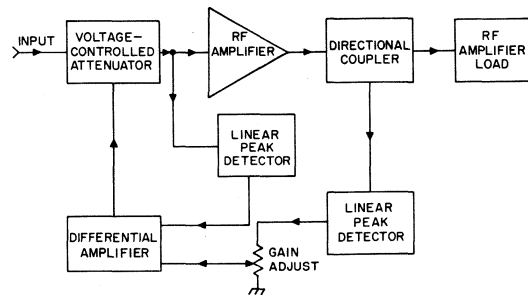 INPUT
VOLTAGE-
CONTROLLED
ATTENUATOR
RF
AMPLIFIER
DIRECTIONAL
COUPLER
RF
AMPLIFIER
LOAD
LINEAR
PEAK
DETECTOR
LINEAR
PEAK
DETECTOR
DIFFERENTIAL
AMPLIFIER
GAIN
ADJUST